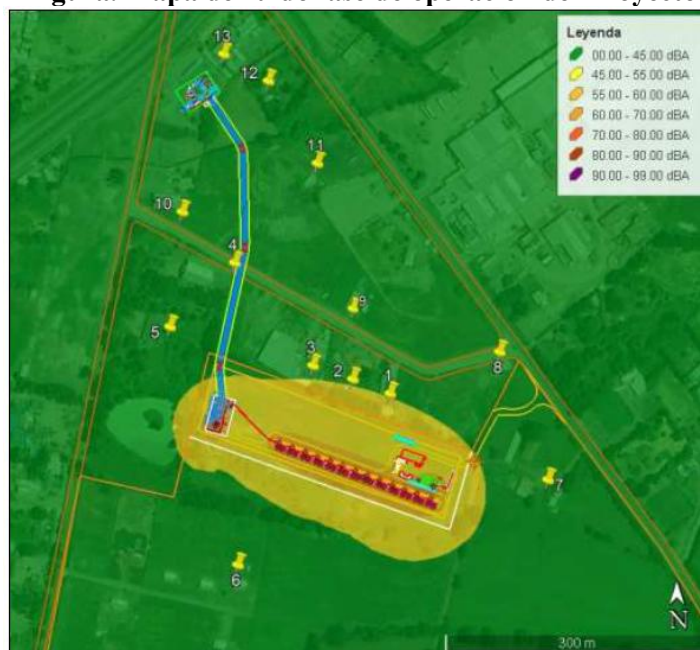 Leyenda
00.00 - 45.00 dBA
45.00 - 55.00 dBA
55.00 - 60.00 dBA
60.00 - 70.00 dBA
70.00 - 80.00 dBA
80.00 - 90.00 dBA
90.00 - 99.00 dBA
13
12
11
10
4
9
5
3
2
1
8
7
6
N
300 m